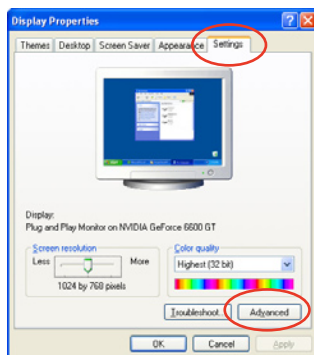 Display Properties
Themes Desktop Screen Saver Appearance Settings
Display:
Plug and Play Monitor on NVIDIA GeForce 6600 GT
Screen resolution
Less More
1024 by 768 pixels
Color quality
Highest (32 bit)
Troubleshoot... Advanced
OK Cancel Apply